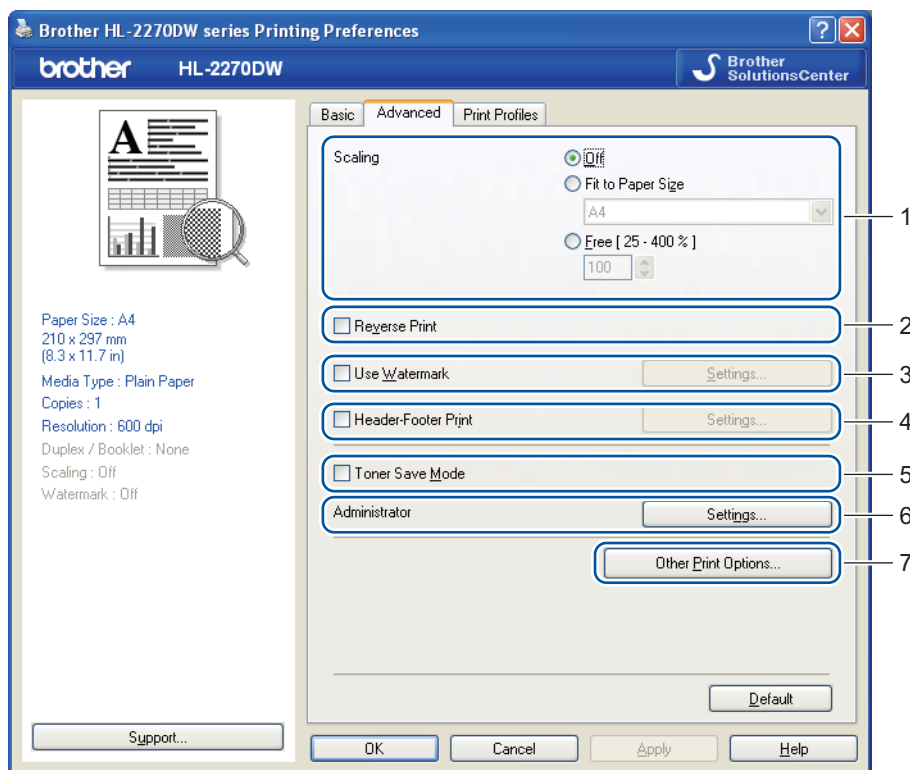 Brother HL-2270DW series Printing Preferences
brother HL-2270DW
Brother
SolutionsCenter
A
Paper Size : A4
210 x 297 mm
(8.3 x 11.7 in)
Media Type : Plain Paper
Copies : 1
Resolution : 600 dpi
Duplex / Booklet : None
Scaling : Off
Watermark : Off
Support...
Basic Advanced Print Profiles
Scaling
Off
Fit to Paper Size
A4
Free [ 25 - 400 % ]
100
1
Reverse Print
2
Use Watermark Settings...
3
Header-Footer Print Settings...
4
Toner Save Mode
5
Administrator Settings...
6
Other Print Options...
7
Default
OK Cancel Apply Help